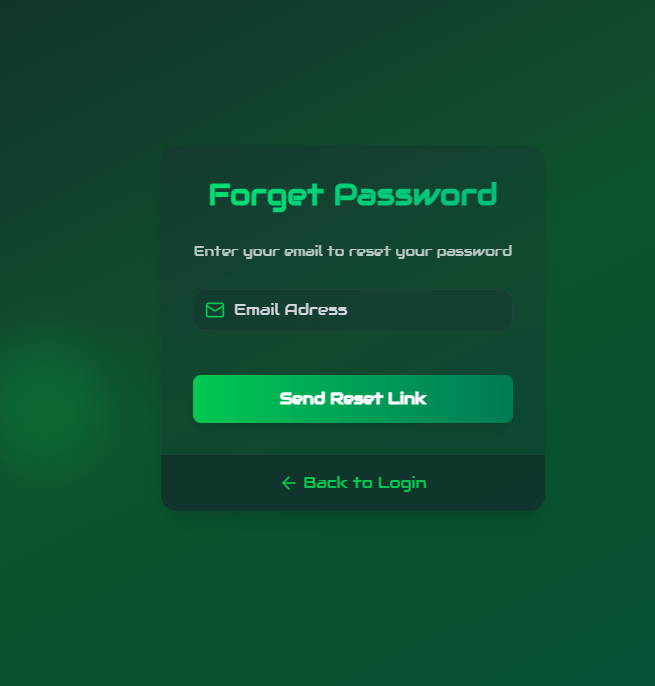 Forget Password
Enter your email to reset your password
Email Adress
Send Reset Link
Back to Login